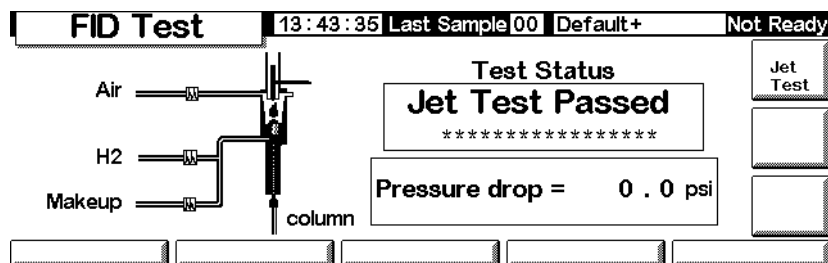 FID Test 13:43:35 Last Sample 00 Default+ Not Ready
Test Status
Jet Test Passed
*****************
Pressure drop = 0.0 psi
Air
H2
Makeup
column
Jet
Test